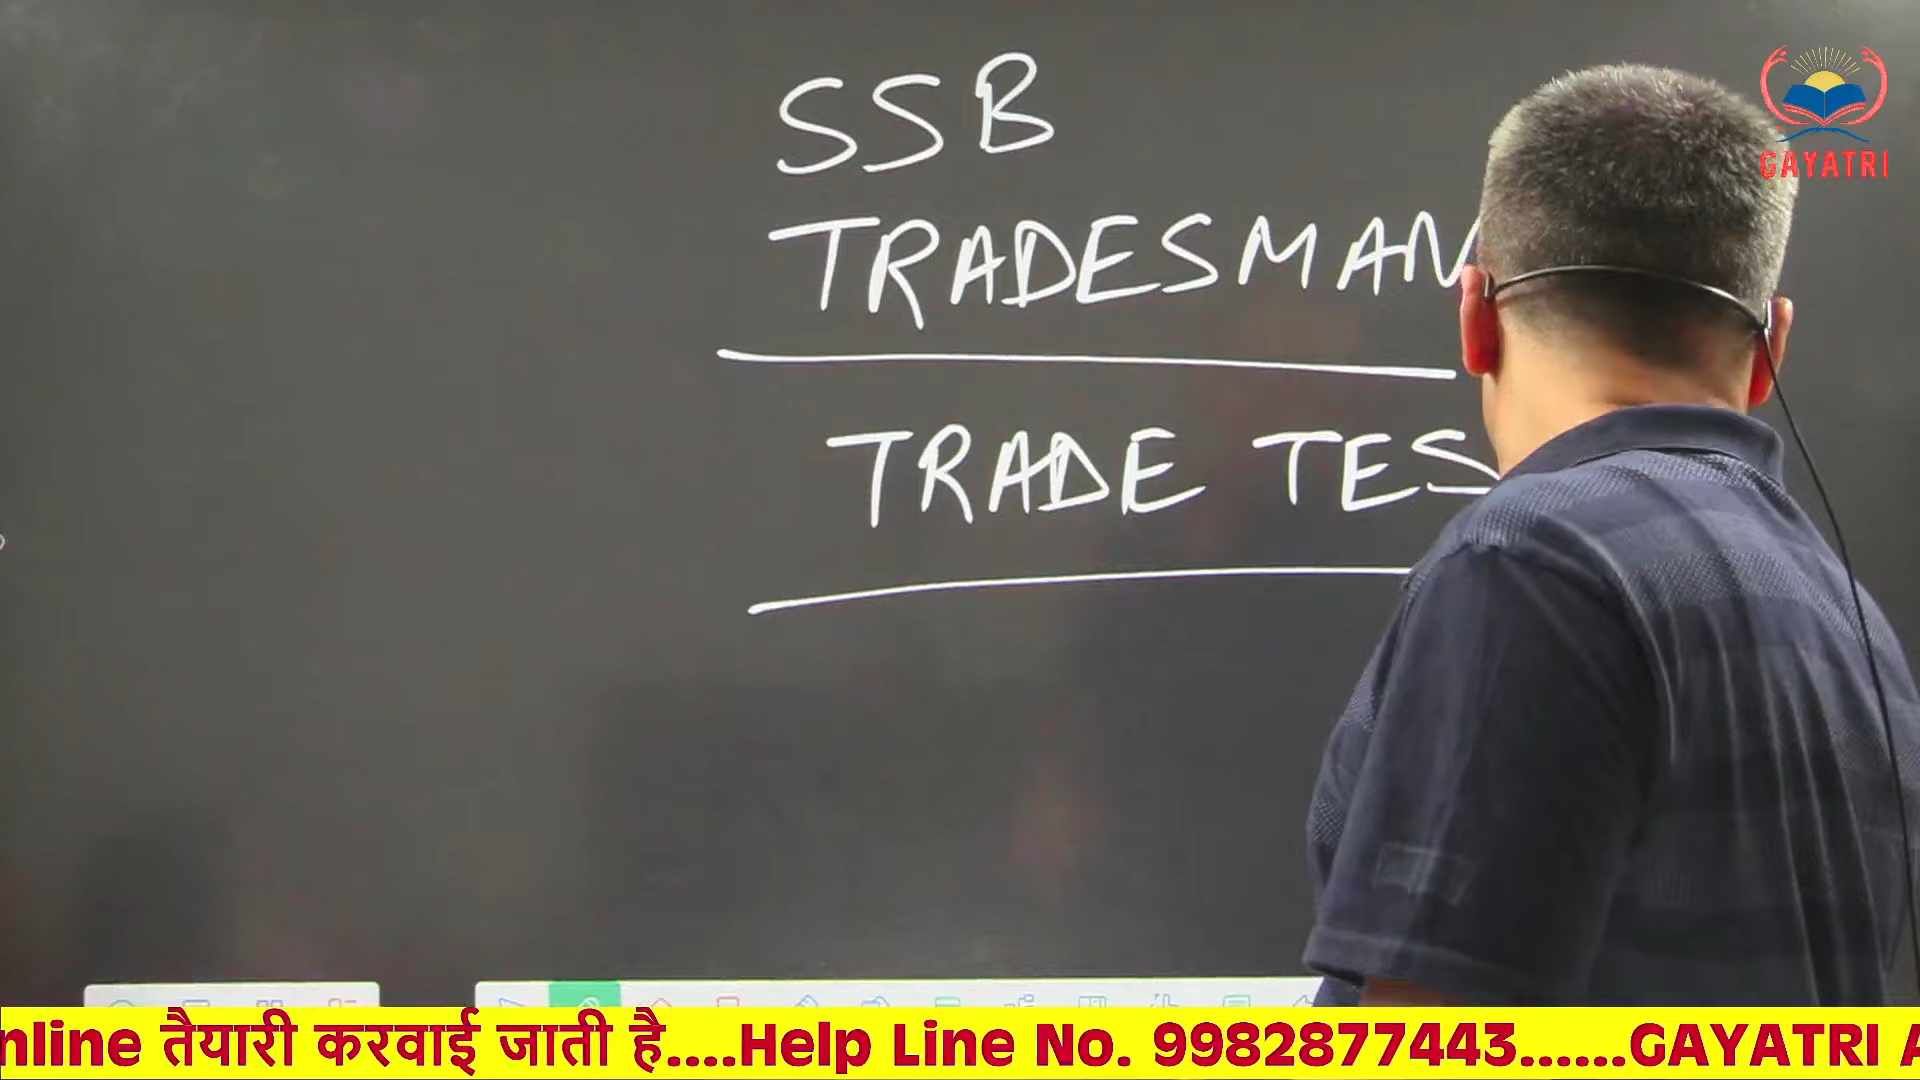 SSB
GAYATRI
TRADESMAN
TRADE TES
nline तैयारी करवाई जाती है....Help Line No. 9982877443......GAYATRI A